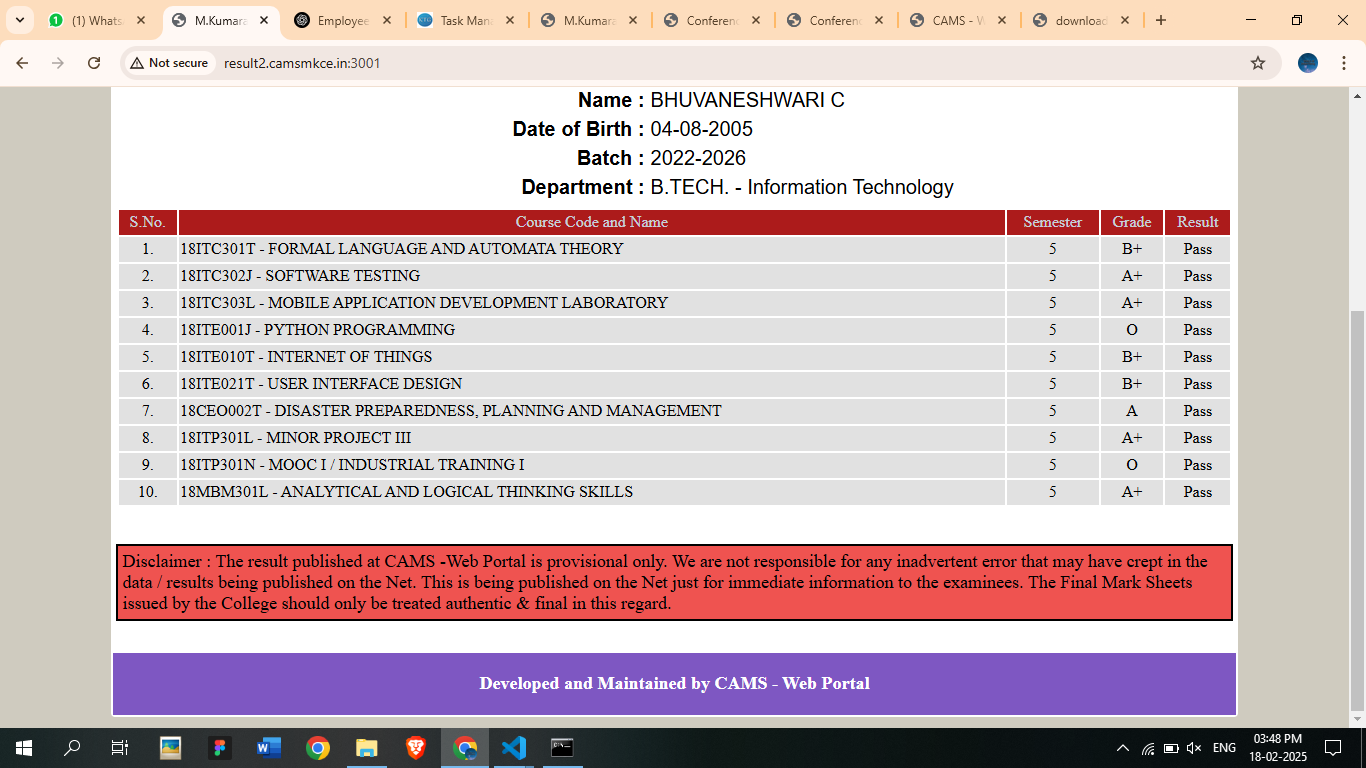 (1) Whats
M.Kumara
Employee
Task Man
M.Kumara
Conferenc
Conferenc
CAMS - W
download
Not secure
result2.camsmkce.in:3001
Name : BHUVANESHWARI C
Date of Birth : 04-08-2005
Batch : 2022-2026
Department : B.TECH. - Information Technology
S.No. Course Code and Name Semester Grade Result
1. 18ITC301T - FORMAL LANGUAGE AND AUTOMATA THEORY 5 B+ Pass
2. 18ITC302J - SOFTWARE TESTING 5 A+ Pass
3. 18ITC303L - MOBILE APPLICATION DEVELOPMENT LABORATORY 5 A+ Pass
4. 18ITE001J - PYTHON PROGRAMMING 5 O Pass
5. 18ITE010T - INTERNET OF THINGS 5 B+ Pass
6. 18ITE021T - USER INTERFACE DESIGN 5 B+ Pass
7. 18CEO002T - DISASTER PREPAREDNESS, PLANNING AND MANAGEMENT 5 A Pass
8. 18ITP301L - MINOR PROJECT III 5 A+ Pass
9. 18ITP301N - MOOC I / INDUSTRIAL TRAINING I 5 O Pass
10. 18MBM301L - ANALYTICAL AND LOGICAL THINKING SKILLS 5 A+ Pass
Disclaimer : The result published at CAMS -Web Portal is provisional only. We are not responsible for any inadvertent error that may have crept in the
data / results being published on the Net. This is being published on the Net just for immediate information to the examinees. The Final Mark Sheets
issued by the College should only be treated authentic & final in this regard.
Developed and Maintained by CAMS - Web Portal
ENG
03:48 PM
18-02-2025